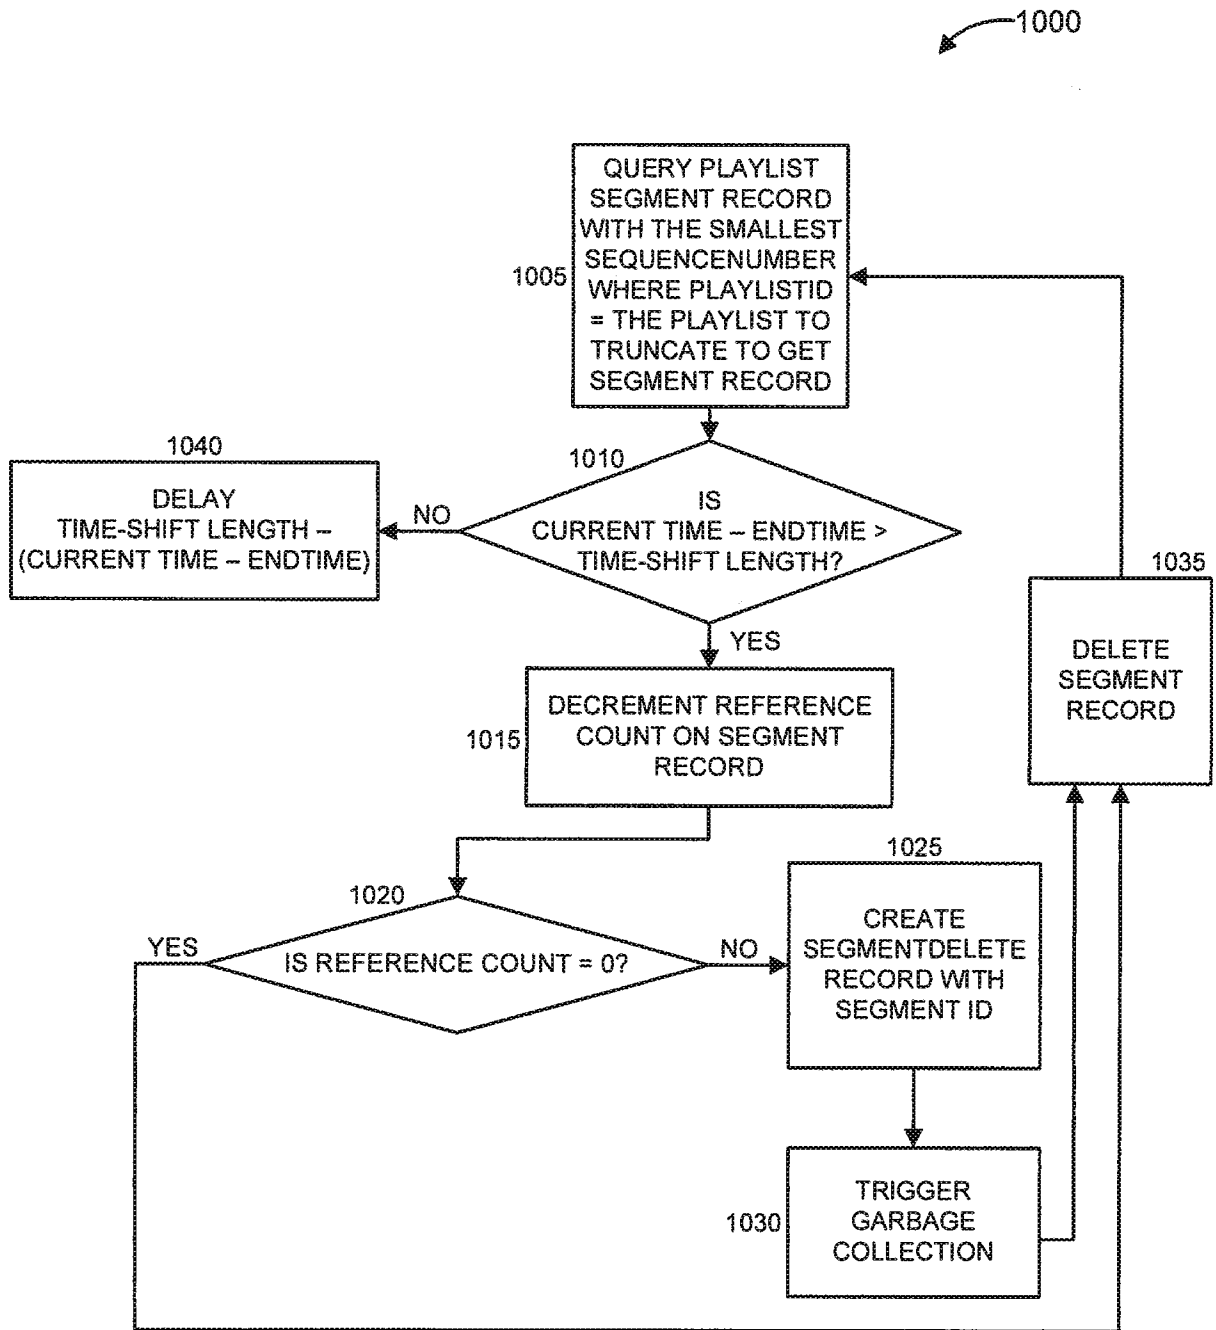 1000
QUERY PLAYLIST
SEGMENT RECORD
WITH THE SMALLEST
SEQUENCENUMBER
WHERE PLAYLISTID
= THE PLAYLIST TO
TRUNCATE TO GET
SEGMENT RECORD
1005
1040
DELAY
TIME-SHIFT LENGTH –
(CURRENT TIME – ENDTIME)
NO
1010
IS
CURRENT TIME – ENDTIME >
TIME-SHIFT LENGTH?
YES
1035
DELETE
SEGMENT
RECORD
1015
DECREMENT REFERENCE
COUNT ON SEGMENT
RECORD
1020
YES
IS REFERENCE COUNT = 0?
NO
1025
CREATE
SEGMENTDELETE
RECORD WITH
SEGMENT ID
1030
TRIGGER
GARBAGE
COLLECTION